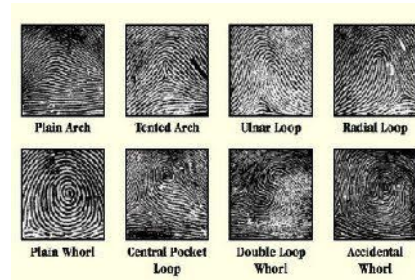 Plain Arch
Tented Arch
Ulnar Loop
Radial Loop
Plain Whorl
Central Pocket
Loop
Double Loop
Whorl
Accidental
Whorl